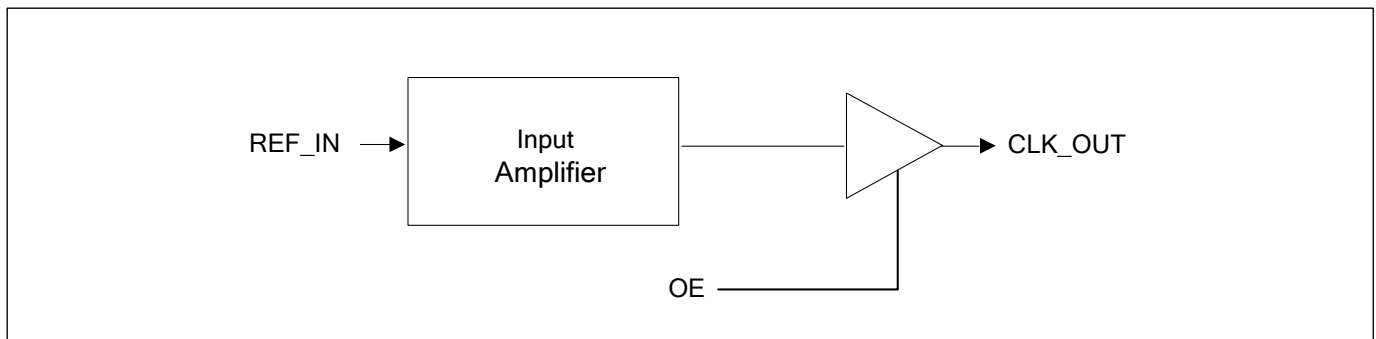 REF_IN
Input
Amplifier
CLK_OUT
OE